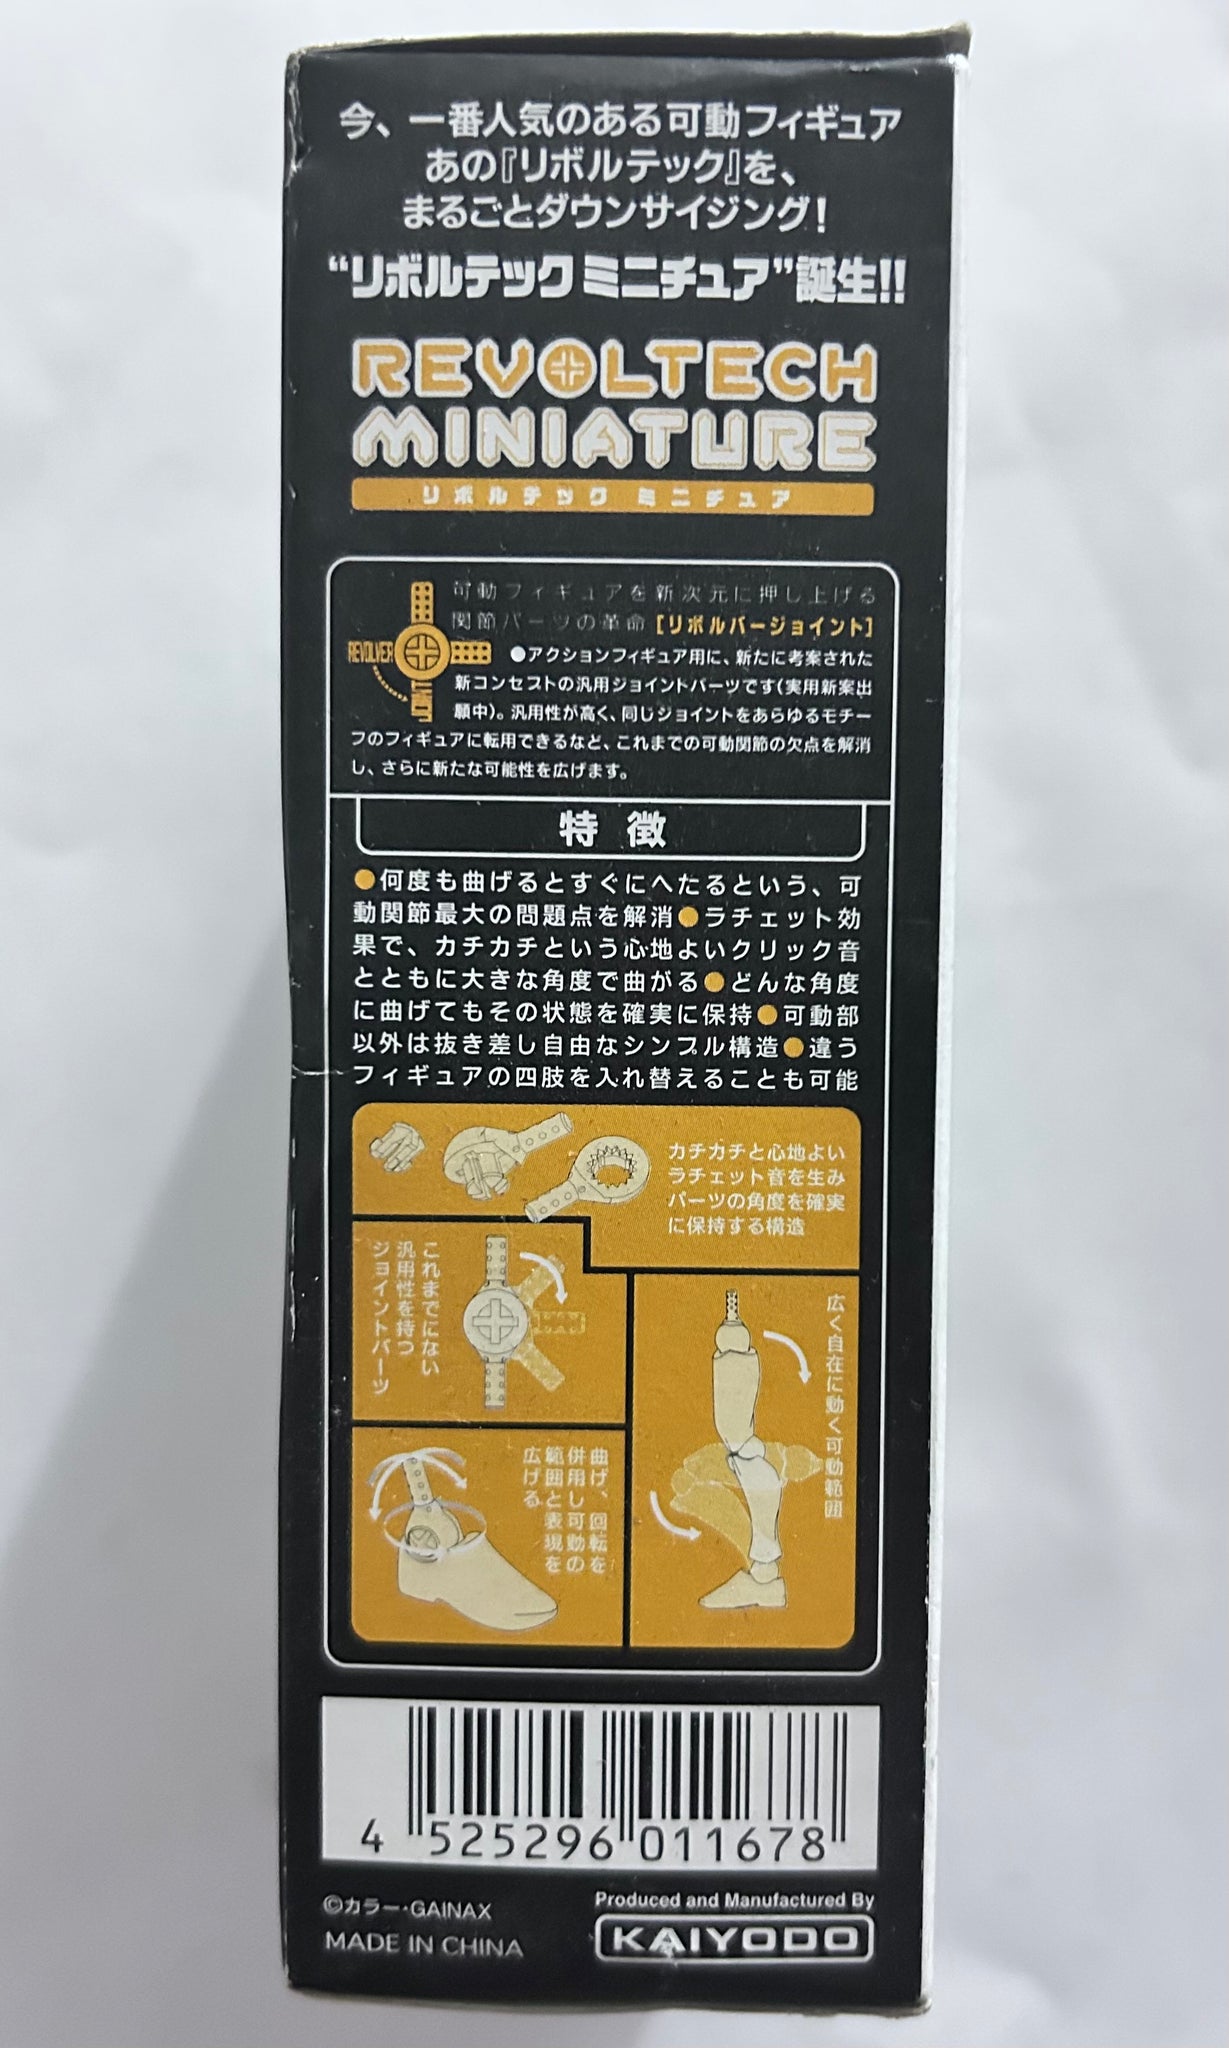 今、一番人気のある可動フィギュア
あの『リボルテック』を、
まるごとダウンサイジング!
“リボルテック ミニチュア”誕生!!
REVOLTECH
MINIATURE
リボルテック ミニチュア
REVOLVER
JOINT
可動フィギュアを新次元に押し上げる
関節パーツの革命［リボルバージョイント］
●アクションフィギュア用に、新たに考案された
新コンセストの汎用ジョイントパーツです(実用新案出
願中)。汎用性が高く、同じジョイントをあらゆるモチー
フのフィギュアに転用できるなど、これまでの可動関節の欠点を解消
し、さらに新たな可能性を広げます。
特徴
●何度も曲げるとすぐにへたるという、可
動関節最大の問題点を解消●ラチェット効
果で、カチカチという心地よいクリック音
とともに大きな角度で曲がる●どんな角度
に曲げてもその状態を確実に保持●可動部
以外は抜き差し自由なシンプル構造●違う
フィギュアの四肢を入れ替えることも可能
カチカチと心地よい
ラチェット音を生み
パーツの角度を確実
に保持する構造
これまでにない
汎用性を持つ
ジョイントパーツ
広く自在に動く可動範囲
曲げ、回転を
併用し可動の
範囲と表現を
広げる
4 525296 011678
©カラー・GAINAX
MADE IN CHINA
Produced and Manufactured By
KAIYODO